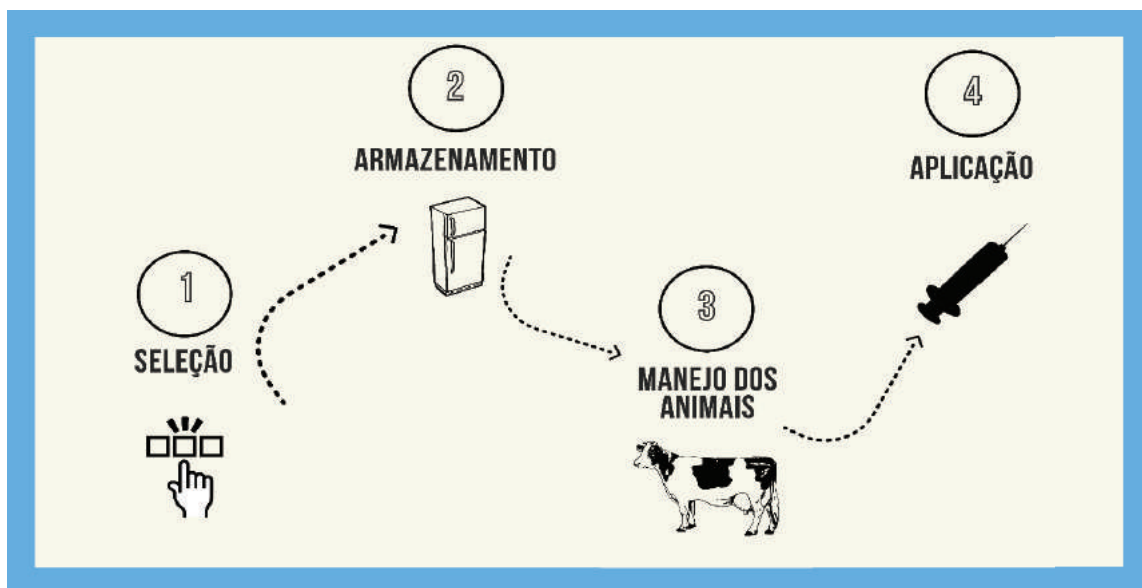 1
SELEÇÃO
2
ARMAZENAMENTO
3
MANEJO DOS
ANIMAIS
4
APLICAÇÃO